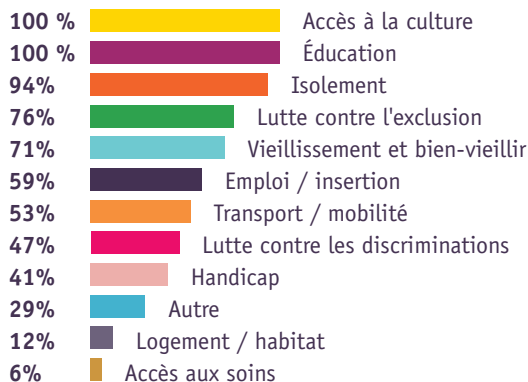 100 % Accès à la culture
100 % Éducation
94% Isolement
76% Lutte contre l'exclusion
71% Vieillissement et bien-vieillir
59% Emploi / insertion
53% Transport / mobilité
47% Lutte contre les discriminations
41% Handicap
29% Autre
12% Logement / habitat
6% Accès aux soins